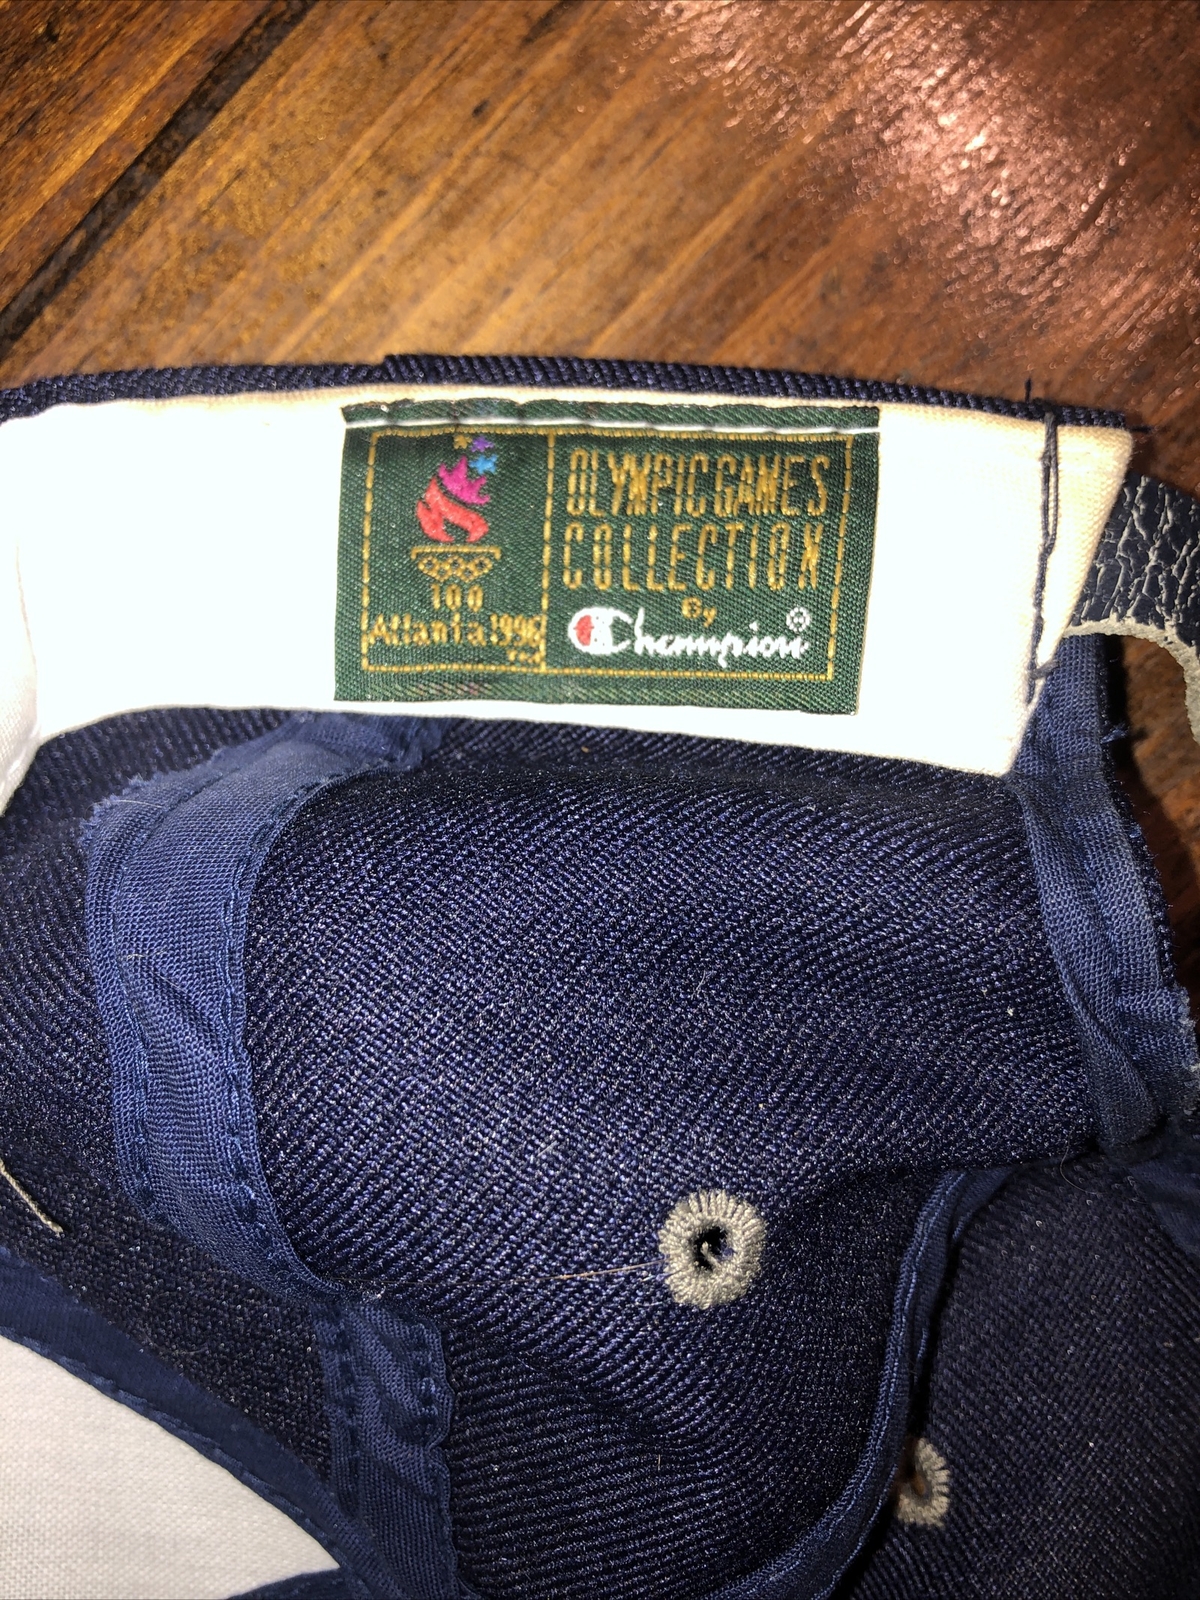 100
Atlanta 1996
OLYMPIC GAMES
COLLECTION
By
Champion®